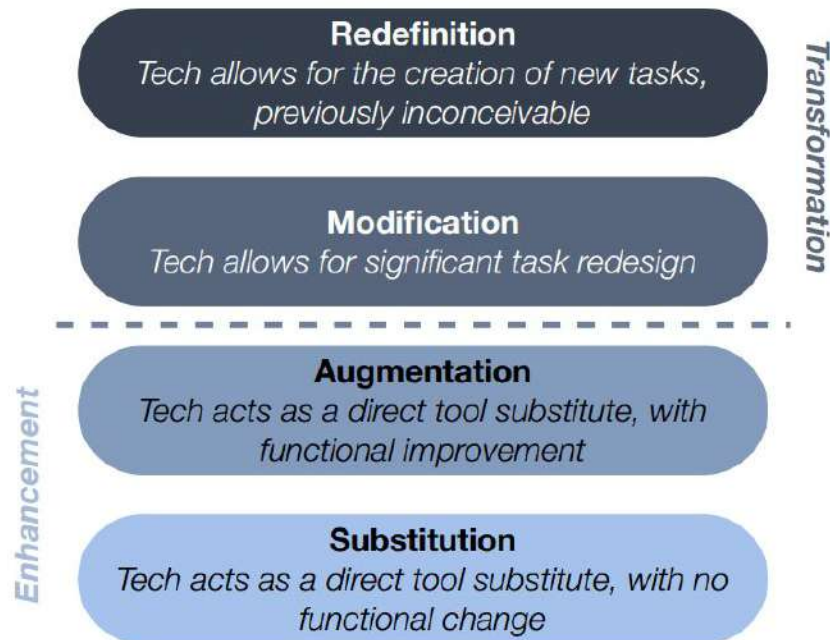 Redefinition
Tech allows for the creation of new tasks,
previously inconceivable
Transformation
Modification
Tech allows for significant task redesign
Augmentation
Tech acts as a direct tool substitute, with
functional improvement
Enhancement
Substitution
Tech acts as a direct tool substitute, with no
functional change